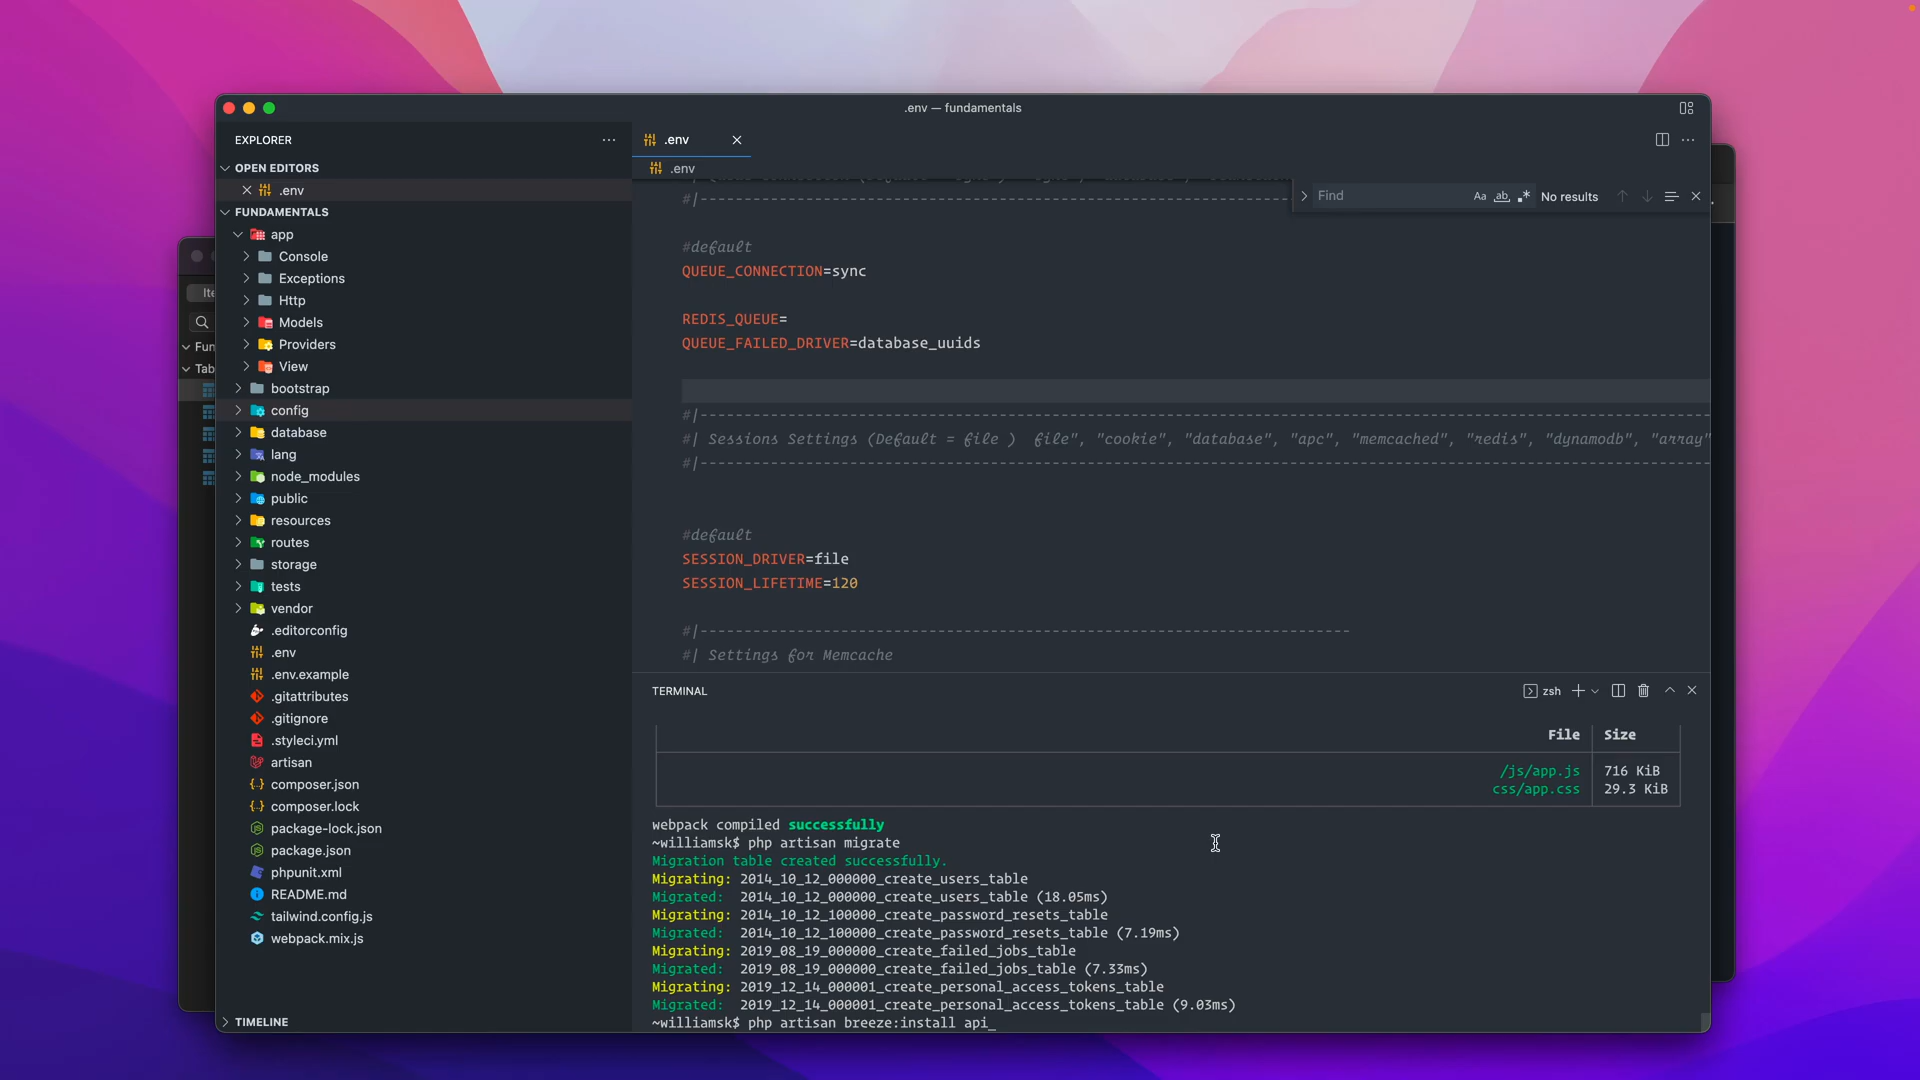 .env — fundamentals
EXPLORER
OPEN EDITORS
.env
FUNDAMENTALS
app
Console
Exceptions
Http
Models
Providers
View
bootstrap
config
database
lang
node_modules
public
resources
routes
storage
tests
vendor
.editorconfig
.env
.env.example
.gitattributes
.gitignore
.styleci.yml
artisan
composer.json
composer.lock
package-lock.json
package.json
phpunit.xml
README.md
tailwind.config.js
webpack.mix.js
TIMELINE
Ite
Fun
Tab
.env
.env
Find
Aa
ab
No results
#|--------------------------------------------------------------------
#default
QUEUE_CONNECTION=sync
REDIS_QUEUE=
QUEUE_FAILED_DRIVER=database_uuids
#|--------------------------------------------------------------------------------------------------------------------
#| Sessions Settings (Default = file )  file", "cookie", "database", "apc", "memcached", "redis", "dynamodb", "array"
#|--------------------------------------------------------------------------------------------------------------------
#default
SESSION_DRIVER=file
SESSION_LIFETIME=120
#|--------------------------------------------------------------------------
#| Settings for Memcache
TERMINAL
zsh
File Size
/js/app.js 716 KiB
css/app.css 29.3 KiB
webpack compiled successfully
~williamsk$ php artisan migrate
Migration table created successfully.
Migrating: 2014_10_12_000000_create_users_table
Migrated:  2014_10_12_000000_create_users_table (18.05ms)
Migrating: 2014_10_12_100000_create_password_resets_table
Migrated:  2014_10_12_100000_create_password_resets_table (7.19ms)
Migrating: 2019_08_19_000000_create_failed_jobs_table
Migrated:  2019_08_19_000000_create_failed_jobs_table (7.33ms)
Migrating: 2019_12_14_000001_create_personal_access_tokens_table
Migrated:  2019_12_14_000001_create_personal_access_tokens_table (9.03ms)
~williamsk$ php artisan breeze:install api_